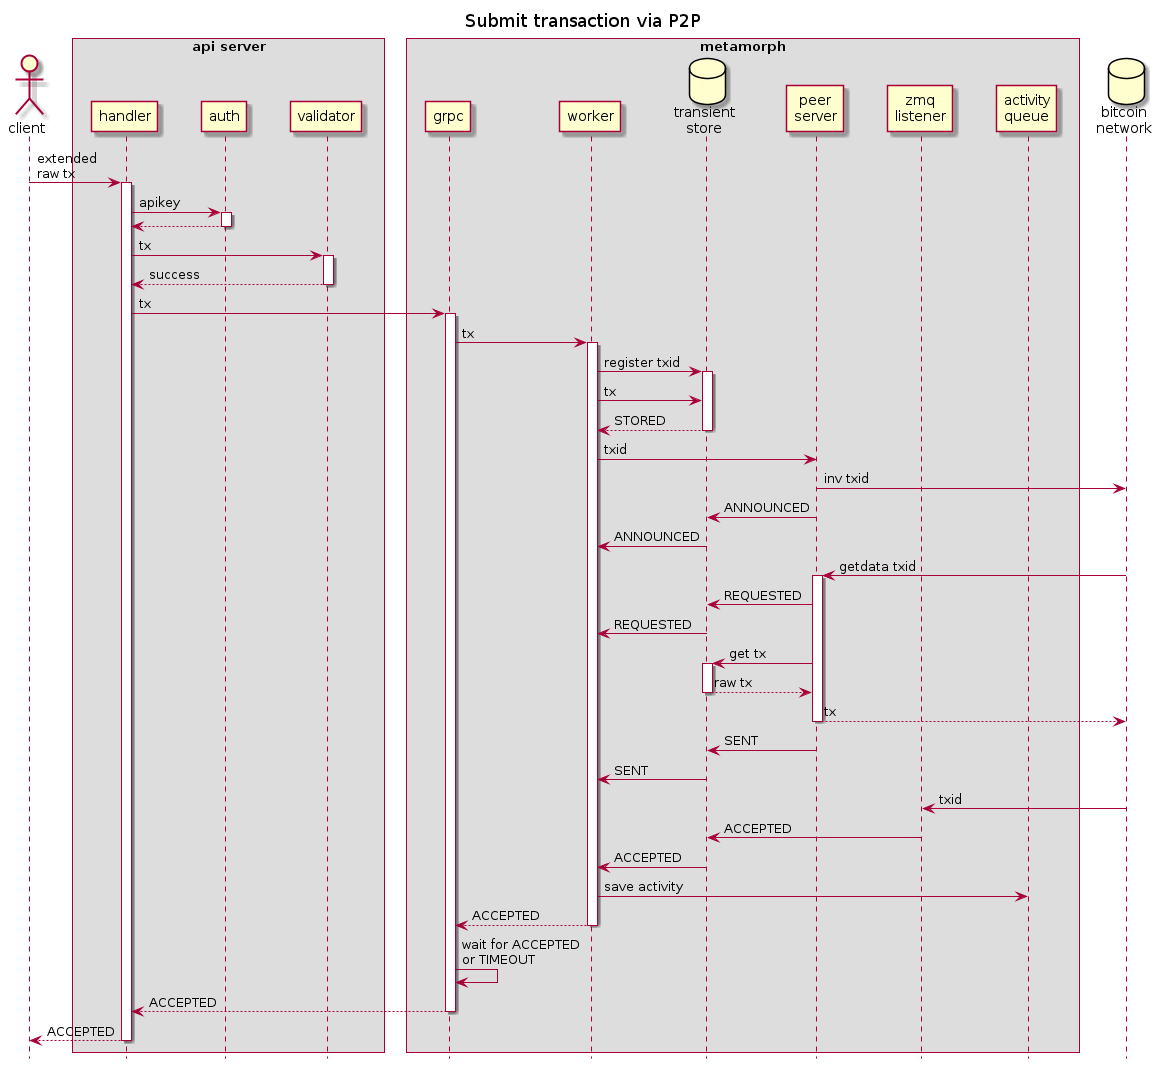 Submit transaction via P2P
api server
metamorph
client
handler
auth
validator
grpc
worker
transient
store
peer
server
zmq
listener
activity
queue
bitcoin
network
extended
raw tx
apikey
tx
success
tx
tx
register txid
tx
STORED
txid
inv txid
ANNOUNCED
ANNOUNCED
getdata txid
REQUESTED
REQUESTED
get tx
raw tx
tx
SENT
SENT
txid
ACCEPTED
ACCEPTED
save activity
ACCEPTED
wait for ACCEPTED
or TIMEOUT
ACCEPTED
ACCEPTED